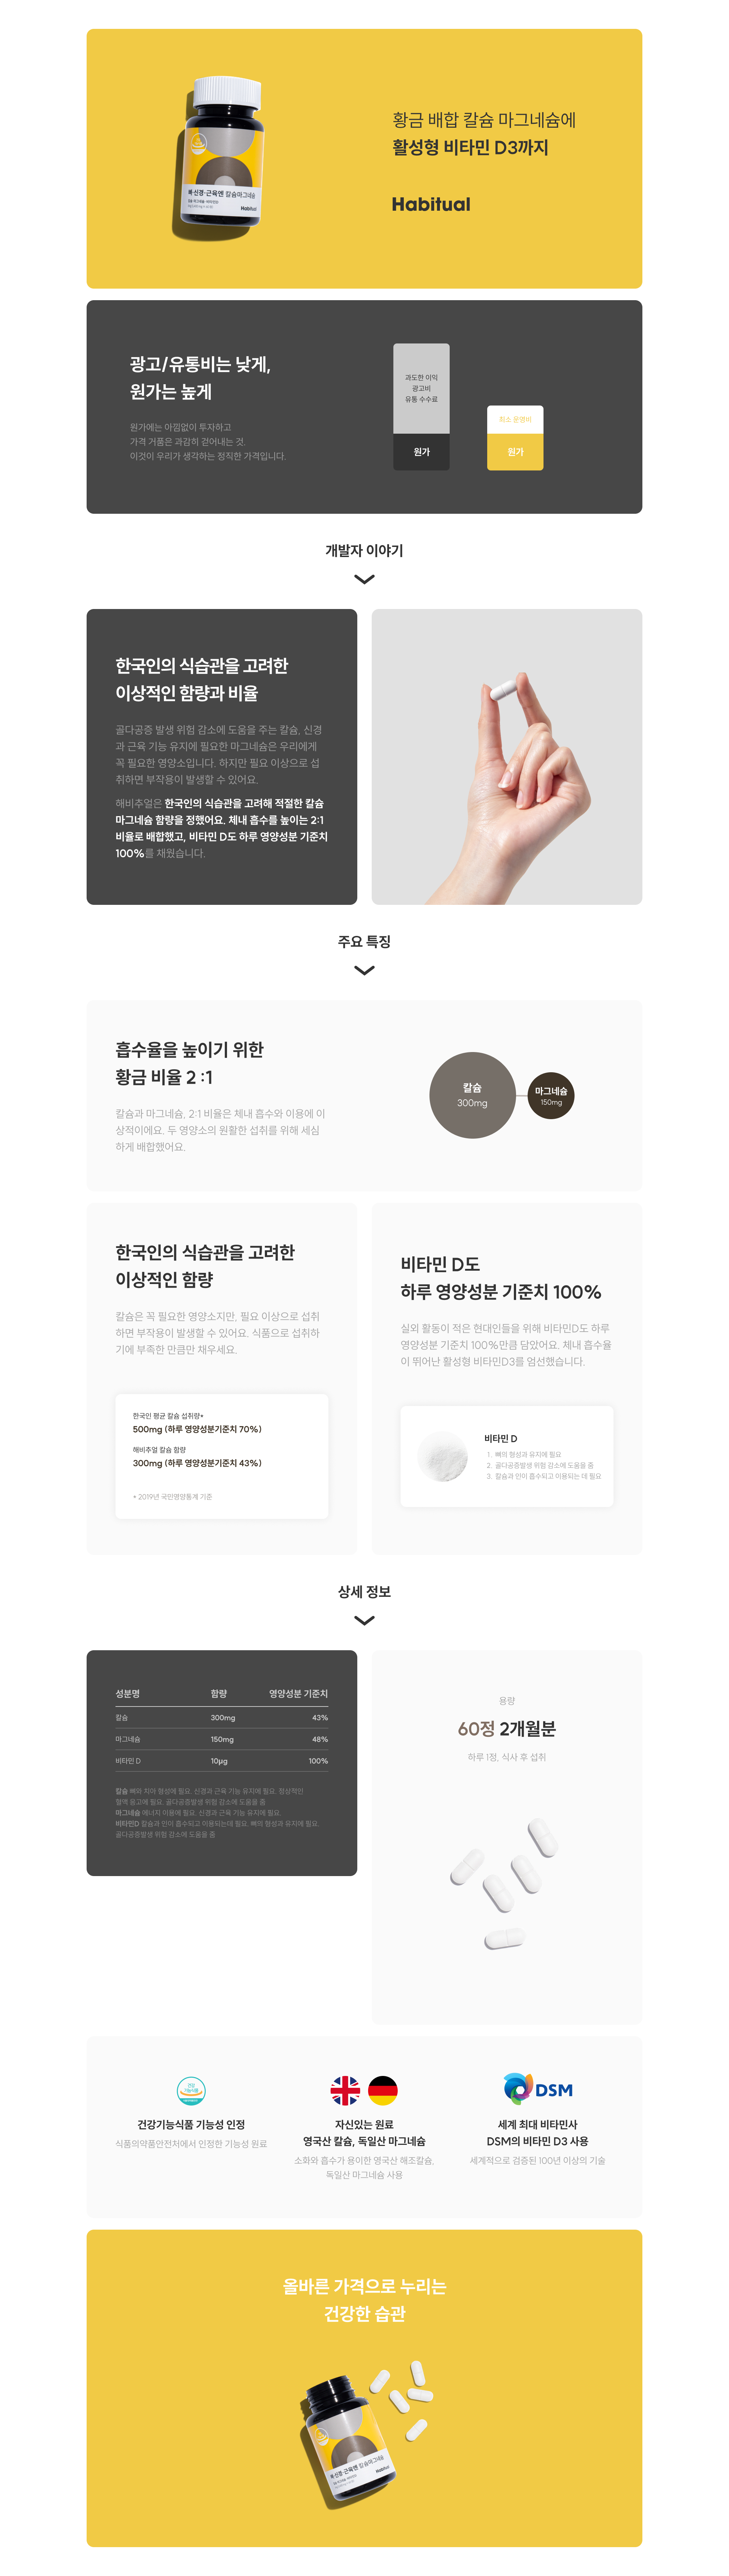 황금 배합 칼슘 마그네슘에
활성형 비타민 D3까지
Habitual
뼈·신경·근육엔 칼슘마그네슘
Habitual
광고/유통비는 낮게,
원가는 높게
원가에는 아낌없이 투자하고
가격 거품은 과감히 걷어내는 것.
이것이 우리가 생각하는 정직한 가격입니다.
과도한 이익
광고비
유통 수수료
원가
최소 운영비
원가
개발자 이야기
한국인의 식습관을 고려한
이상적인 함량과 비율
골다공증 발생 위험 감소에 도움을 주는 칼슘, 신경
과 근육 기능 유지에 필요한 마그네슘은 우리에게
꼭 필요한 영양소입니다. 하지만 필요 이상으로 섭
취하면 부작용이 발생할 수 있어요.
해비추얼은 한국인의 식습관을 고려해 적절한 칼슘
마그네슘 함량을 정했어요. 체내 흡수를 높이는 2:1
비율로 배합했고, 비타민 D도 하루 영양성분 기준치
100%를 채웠습니다.
주요 특징
흡수율을 높이기 위한
황금 비율 2 :1
칼슘과 마그네슘, 2:1 비율은 체내 흡수와 이용에 이
상적이에요. 두 영양소의 원활한 섭취를 위해 세심
하게 배합했어요.
칼슘
300mg
마그네슘
150mg
한국인의 식습관을 고려한
이상적인 함량
칼슘은 꼭 필요한 영양소지만, 필요 이상으로 섭취
하면 부작용이 발생할 수 있어요. 식품으로 섭취하
기에 부족한 만큼만 채우세요.
한국인 평균 칼슘 섭취량*
500mg (하루 영양성분기준치 70%)
해비추얼 칼슘 함량
300mg (하루 영양성분기준치 43%)
* 2019년 국민영양통계 기준
비타민 D도
하루 영양성분 기준치 100%
실외 활동이 적은 현대인들을 위해 비타민D도 하루
영양성분 기준치 100%만큼 담았어요. 체내 흡수율
이 뛰어난 활성형 비타민D3를 엄선했습니다.
비타민 D
1. 뼈의 형성과 유지에 필요
2. 골다공증발생 위험 감소에 도움을 줌
3. 칼슘과 인이 흡수되고 이용되는 데 필요
상세 정보
성분명 함량 영양성분 기준치
칼슘 300mg 43%
마그네슘 150mg 48%
비타민 D 10μg 100%
칼슘 뼈와 치아 형성에 필요. 신경과 근육 기능 유지에 필요. 정상적인
혈액 응고에 필요. 골다공증발생 위험 감소에 도움을 줌
마그네슘 에너지 이용에 필요. 신경과 근육 기능 유지에 필요.
비타민D 칼슘과 인이 흡수되고 이용되는데 필요. 뼈의 형성과 유지에 필요.
골다공증발생 위험 감소에 도움을 줌
용량
60정 2개월분
하루 1정, 식사 후 섭취
건강
기능식품
건강기능식품 기능성 인정
식품의약품안전처에서 인정한 기능성 원료
자신있는 원료
영국산 칼슘, 독일산 마그네슘
소화와 흡수가 용이한 영국산 해조칼슘,
독일산 마그네슘 사용
DSM
세계 최대 비타민사
DSM의 비타민 D3 사용
세계적으로 검증된 100년 이상의 기술
올바른 가격으로 누리는
건강한 습관
뼈·신경·근육엔 칼슘마그네슘
Habitual